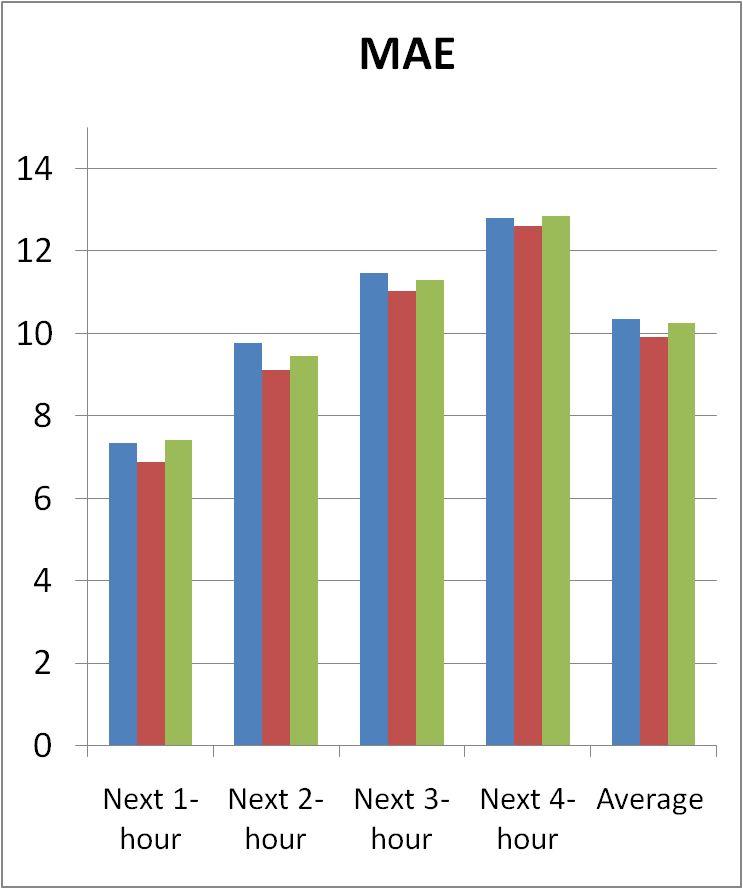 MAE
14
12
10
8
6
4
2
0
Next 1-
hour
Next 2-
hour
Next 3-
hour
Next 4-
hour
Average